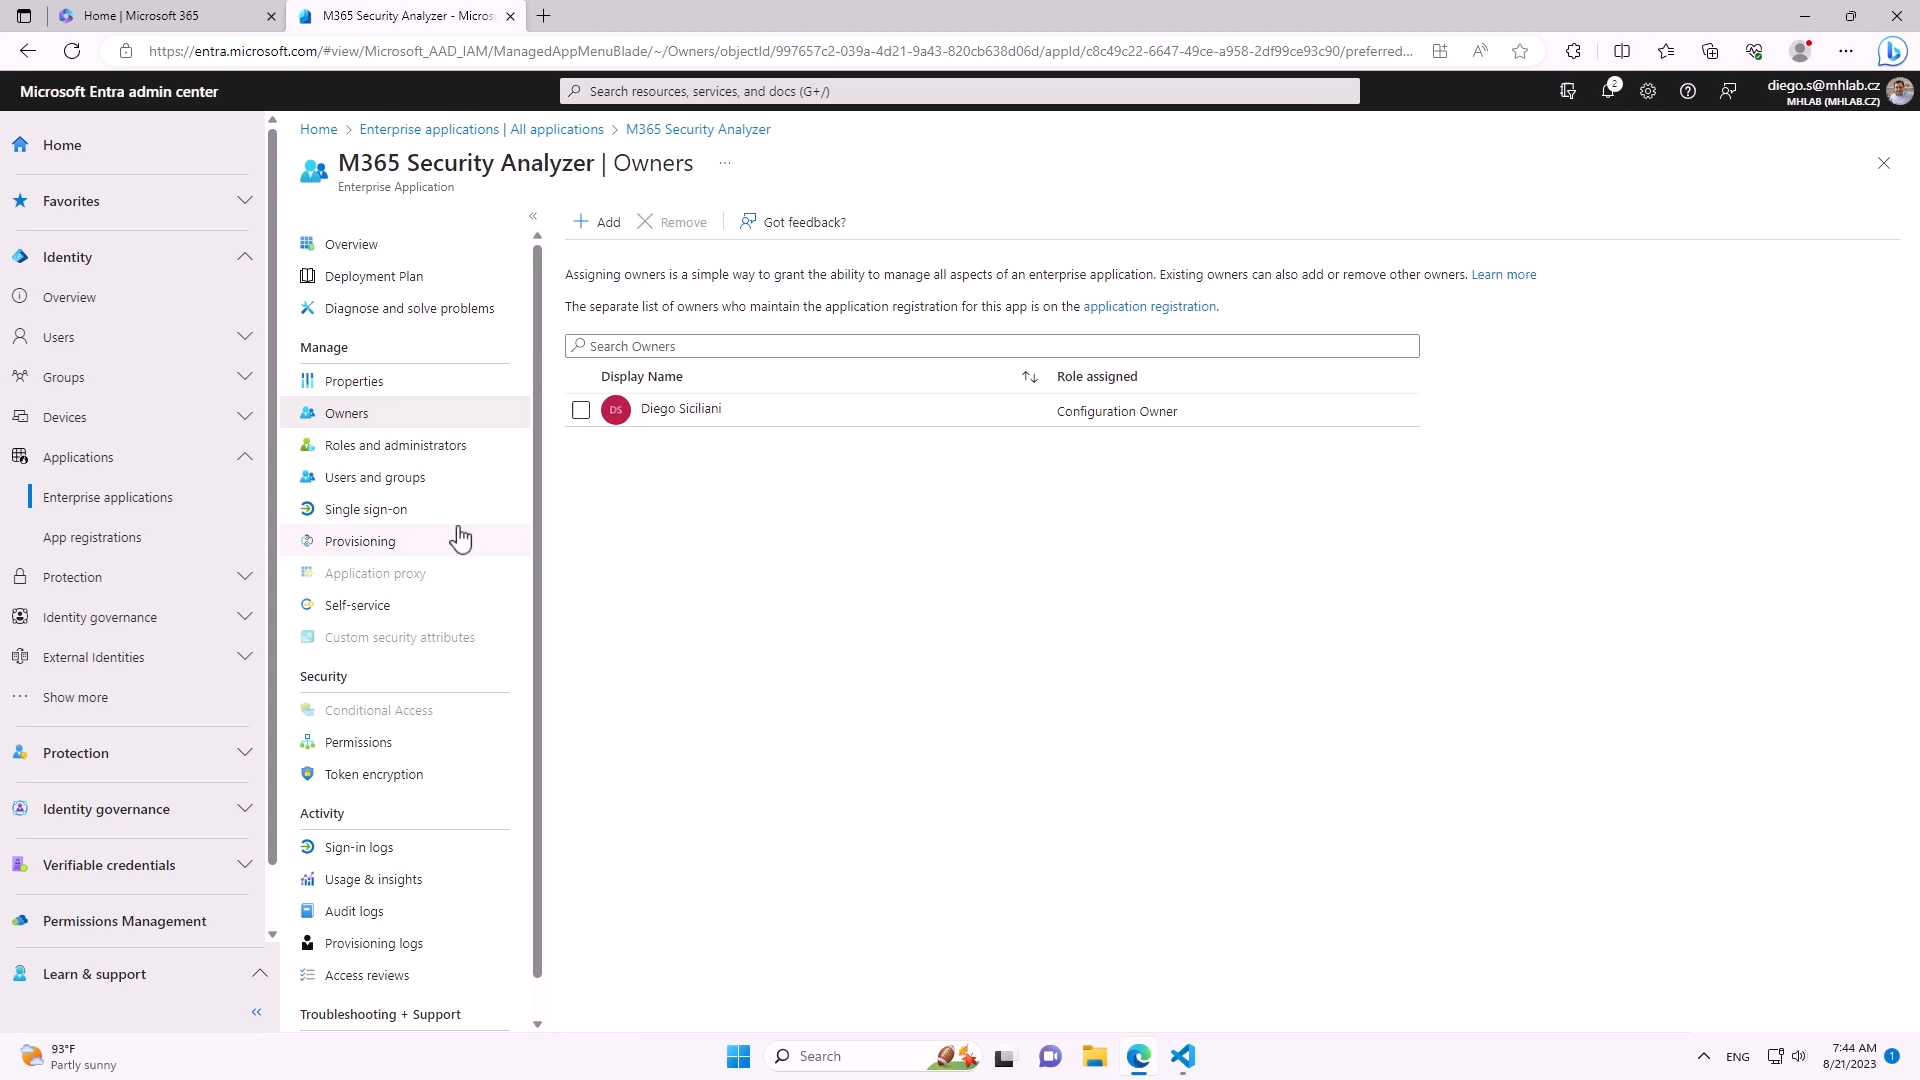 Home | Microsoft 365
M365 Security Analyzer - Micros
https://entra.microsoft.com/#view/Microsoft_AAD_IAM/ManagedAppMenuBlade/~/Owners/objectId/997657c2-039a-4d21-9a43-820cb638d06d/appId/c8c49c22-6647-49ce-a958-2df99ce93c90/preferred...
Microsoft Entra admin center
Search resources, services, and docs (G+/)
2
diego.s@mhlab.cz
MHLAB (MHLAB.CZ)
Home
Favorites
Identity
Overview
Users
Groups
Devices
Applications
Enterprise applications
App registrations
Protection
Identity governance
External Identities
Show more
Protection
Identity governance
Verifiable credentials
Permissions Management
Learn & support
Home > Enterprise applications | All applications > M365 Security Analyzer
M365 Security Analyzer | Owners ...
Enterprise Application
Overview
Deployment Plan
Diagnose and solve problems
Manage
Properties
Owners
Roles and administrators
Users and groups
Single sign-on
Provisioning
Application proxy
Self-service
Custom security attributes
Security
Conditional Access
Permissions
Token encryption
Activity
Sign-in logs
Usage & insights
Audit logs
Provisioning logs
Access reviews
Troubleshooting + Support
Add Remove Got feedback?
Assigning owners is a simple way to grant the ability to manage all aspects of an enterprise application. Existing owners can also add or remove other owners. Learn more
The separate list of owners who maintain the application registration for this app is on the application registration.
Search Owners
Display Name Role assigned
DS Diego Siciliani Configuration Owner
93°F
Partly sunny
Search
ENG
7:44 AM
8/21/2023
1